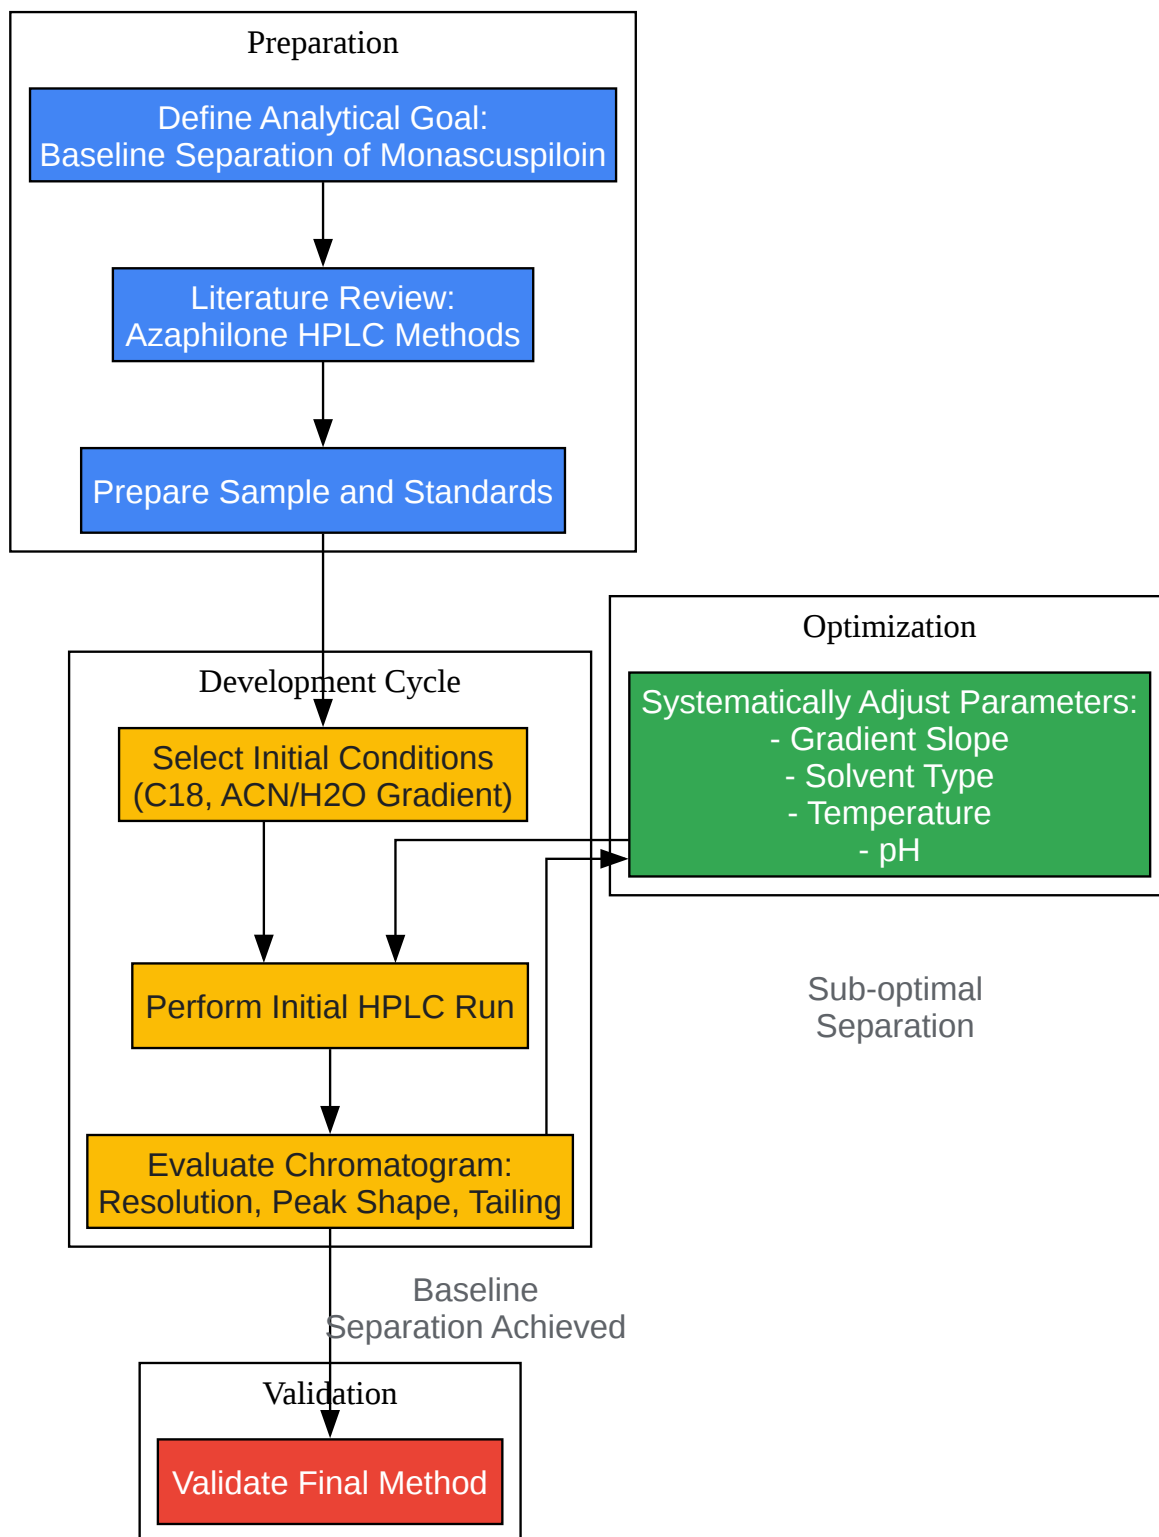 Preparation
Define Analytical Goal:
Baseline Separation of Monascuspiloin
Literature Review:
Azaphilone HPLC Methods
Prepare Sample and Standards
Development Cycle
Select Initial Conditions
(C18, ACN/H2O Gradient)
Perform Initial HPLC Run
Evaluate Chromatogram:
Resolution, Peak Shape, Tailing
Optimization
Systematically Adjust Parameters:
- Gradient Slope
- Solvent Type
- Temperature
- pH
Sub-optimal
Separation
Baseline
Separation Achieved
Validation
Validate Final Method